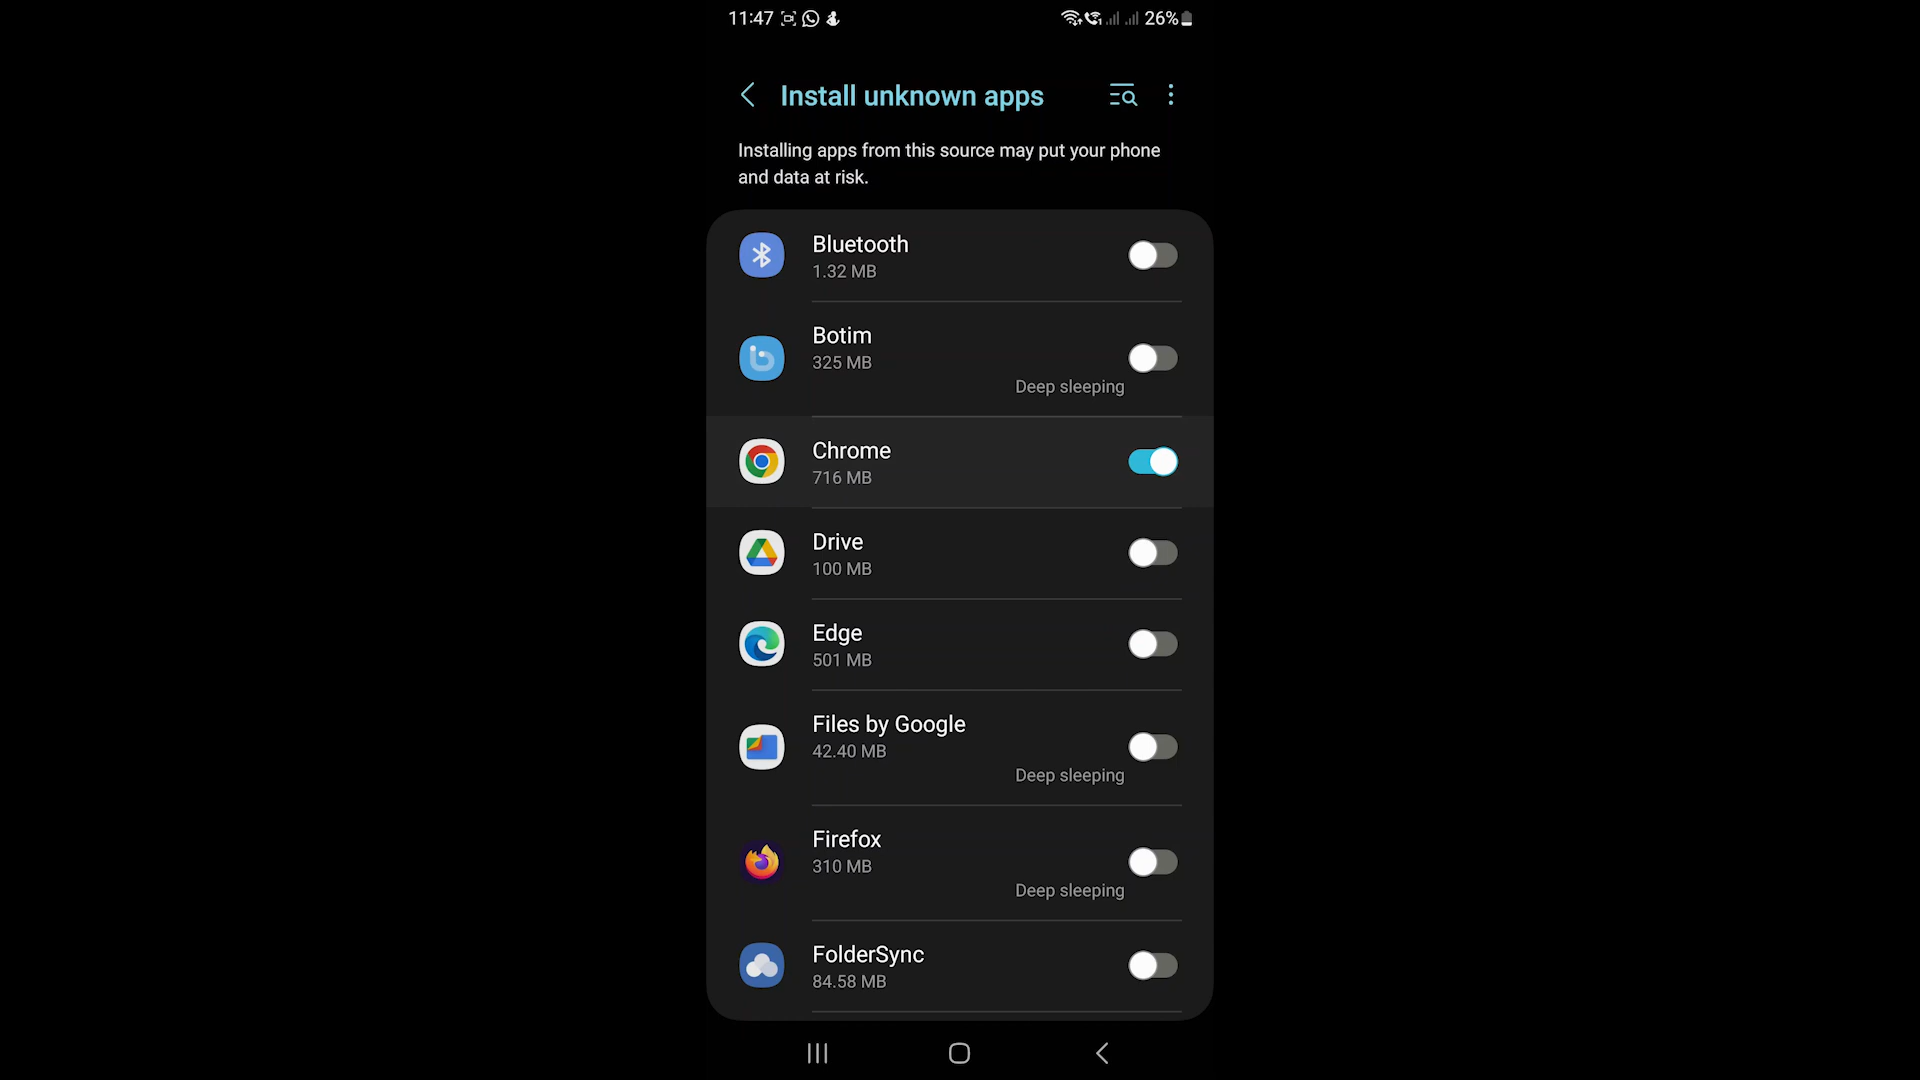 11:47
26%
Install unknown apps
Installing apps from this source may put your phone
and data at risk.
Bluetooth
1.32 MB
Botim
325 MB
Deep sleeping
Chrome
716 MB
Drive
100 MB
Edge
501 MB
Files by Google
42.40 MB
Deep sleeping
Firefox
310 MB
Deep sleeping
FolderSync
84.58 MB